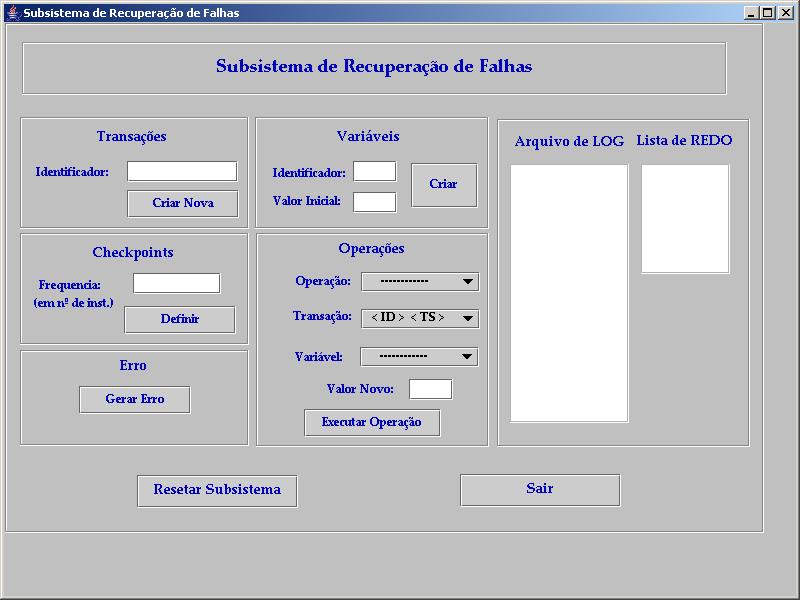 Subsistema de Recuperação de Falhas
Subsistema de Recuperação de Falhas
Transações
Identificador:
Criar Nova
Variáveis
Identificador:
Valor Inicial:
Criar
Arquivo de LOG
Lista de REDO
Checkpoints
Frequencia:
(em nº de inst.)
Definir
Operações
Operação:
------------
Transação:
< ID > < TS >
Variável:
------------
Valor Novo:
Executar Operação
Erro
Gerar Erro
Resetar Subsistema
Sair